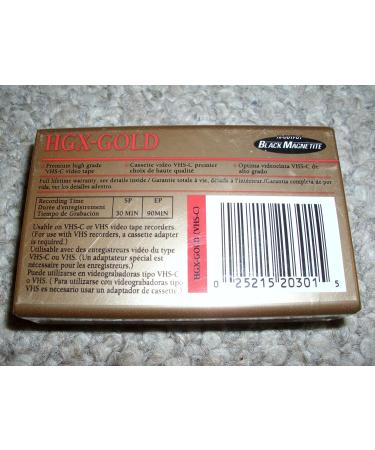 HGX-GOLD
BLACK MAGNETITE
Premium high grade
VHS-C video tape
Cassette vidéo VHS-C premier
choix de haute qualité
Optima videocinta VHS-C de
alto grado
Full lifetime warranty, see details inside / Garantie totale à vie, détails à l'intérieur/Garantia completa de por
vida, ver los detalles adentro.
Recording Time SP EP
Durée d'enregistrement
Tiempo de Grabación 30 MIN 90MIN
Usable on VHS-C or VHS video tape recorders.
(For use with VHS recorders, a cassette adapter
is required.)
Utilisable avec des enregistreurs vidéo du type
VHS-C ou VHS. (Un adaptateur spécial est
nécessaire pour les enregistreurs.)
Puede utilizarse en videograbadoras tipo VHS-C
o VHS. ( Para utilizarse con videograbadoras tipo
VHS es necesario usar un adaptador de cassette.)
HGX-GOLD (VHS-C)
0 25215 20301 5